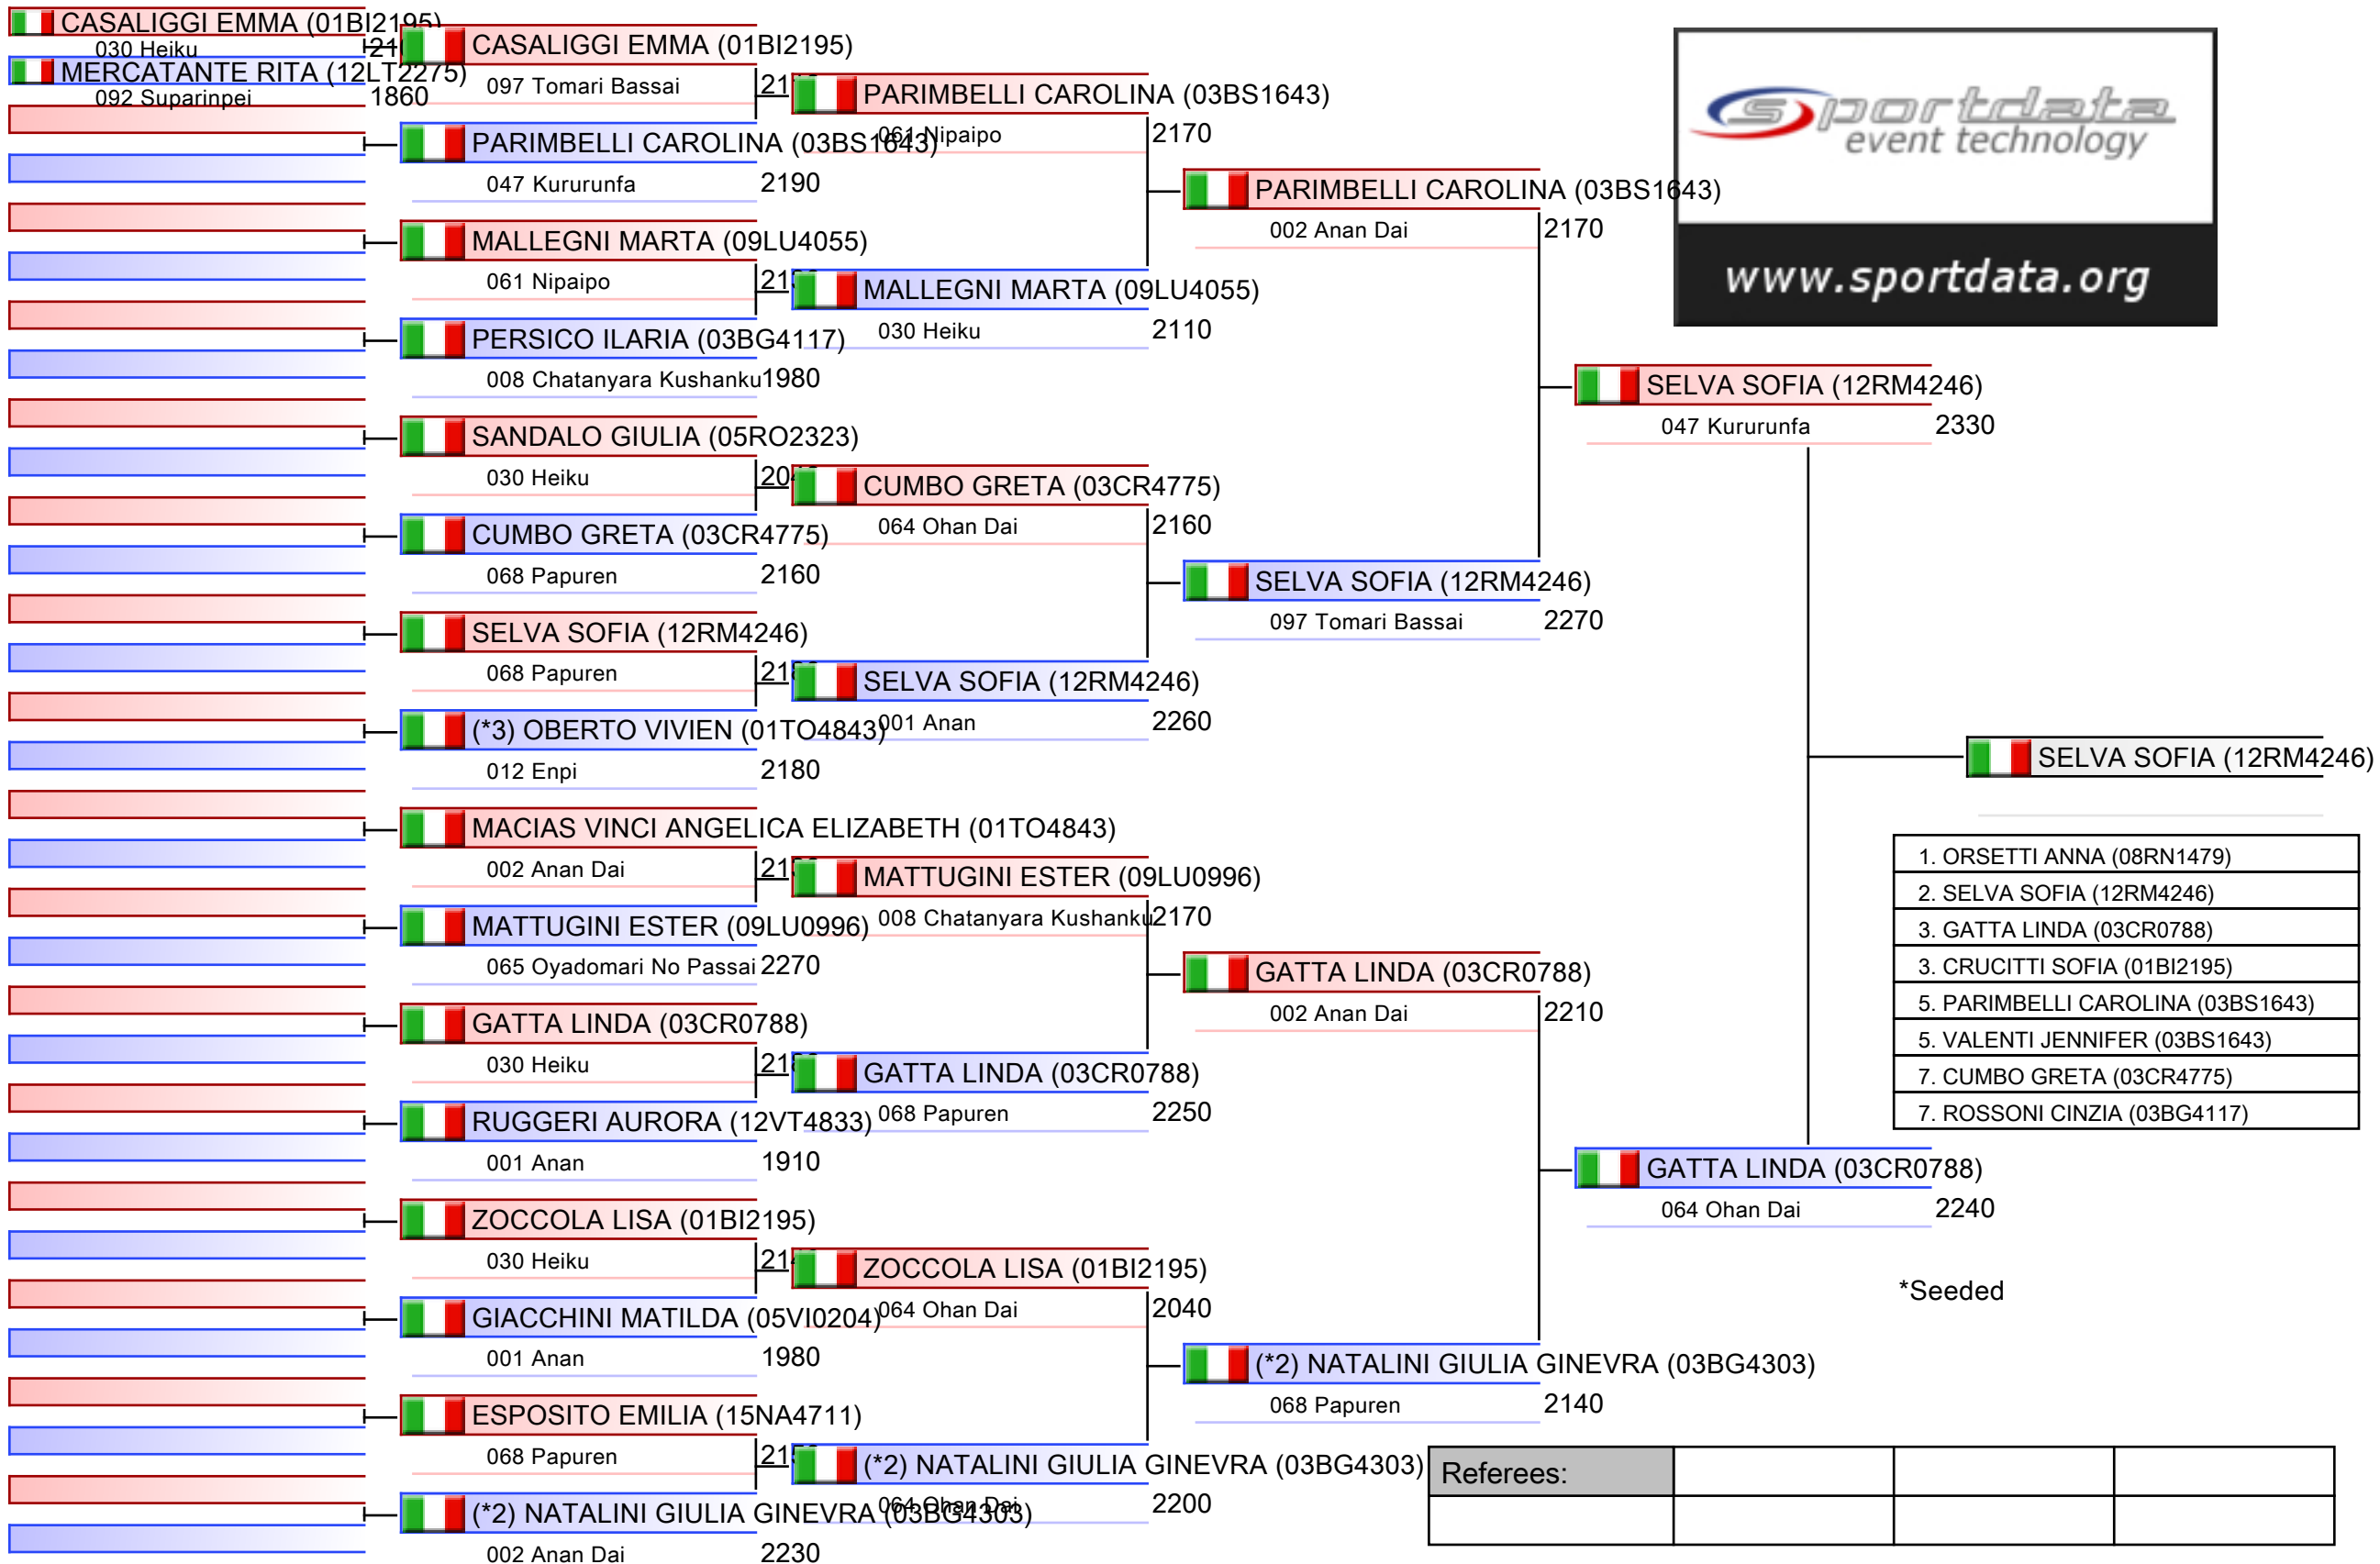 CASALIGGI EMMA (01BI2195)
030 Heiku
MERCATANTE RITA (12LT2275)
092 Suparinpei 1860
CASALIGGI EMMA (01BI2195)
097 Tomari Bassai
PARIMBELLI CAROLINA (03BS1643)
047 Kururunfa 2190
MALLEGNI MARTA (09LU4055)
061 Nipaipo
PERSICO ILARIA (03BG4117)
008 Chatanyara Kushanku 1980
SANDALO GIULIA (05RO2323)
030 Heiku
CUMBO GRETA (03CR4775)
068 Papuren 2160
SELVA SOFIA (12RM4246)
068 Papuren
(*3) OBERTO VIVIEN (01TO4843)
012 Enpi 2180
MACIAS VINCI ANGELICA ELIZABETH (01TO4843)
002 Anan Dai
MATTUGINI ESTER (09LU0996)
065 Oyadomari No Passai 2270
GATTA LINDA (03CR0788)
030 Heiku
RUGGERI AURORA (12VT4833)
001 Anan 1910
ZOCCOLA LISA (01BI2195)
030 Heiku
GIACCHINI MATILDA (05VI0204)
001 Anan 1980
ESPOSITO EMILIA (15NA4711)
068 Papuren
(*2) NATALINI GIULIA GINEVRA (03BG4303)
002 Anan Dai 2230
PARIMBELLI CAROLINA (03BS1643)
061 Nipaipo 2170
MALLEGNI MARTA (09LU4055)
030 Heiku 2110
CUMBO GRETA (03CR4775)
064 Ohan Dai 2160
SELVA SOFIA (12RM4246)
001 Anan 2260
MATTUGINI ESTER (09LU0996)
008 Chatanyara Kushanku 2170
GATTA LINDA (03CR0788)
068 Papuren 2250
ZOCCOLA LISA (01BI2195)
064 Ohan Dai 2040
(*2) NATALINI GIULIA GINEVRA (03BG4303)
064 Ohan Dai 2200
PARIMBELLI CAROLINA (03BS1643)
002 Anan Dai 2170
SELVA SOFIA (12RM4246)
097 Tomari Bassai 2270
GATTA LINDA (03CR0788)
002 Anan Dai 2210
(*2) NATALINI GIULIA GINEVRA (03BG4303)
068 Papuren 2140
SELVA SOFIA (12RM4246)
047 Kururunfa 2330
GATTA LINDA (03CR0788)
064 Ohan Dai 2240
SELVA SOFIA (12RM4246)
sportdata
event technology
www.sportdata.org
1. ORSETTI ANNA (08RN1479)
2. SELVA SOFIA (12RM4246)
3. GATTA LINDA (03CR0788)
3. CRUCITTI SOFIA (01BI2195)
5. PARIMBELLI CAROLINA (03BS1643)
5. VALENTI JENNIFER (03BS1643)
7. CUMBO GRETA (03CR4775)
7. ROSSONI CINZIA (03BG4117)
*Seeded
Referees: